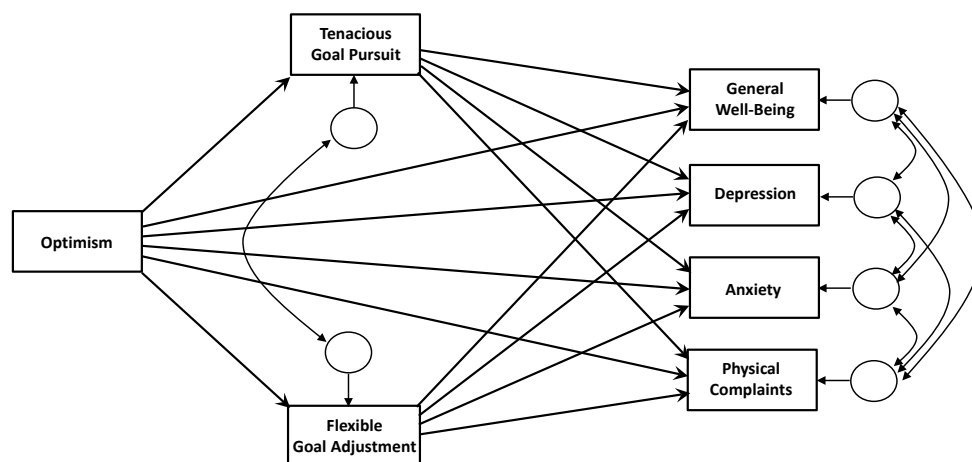 Tenacious
Goal Pursuit
General
Well-Being
Depression
Optimism
Anxiety
Physical
Complaints
Flexible
Goal Adjustment